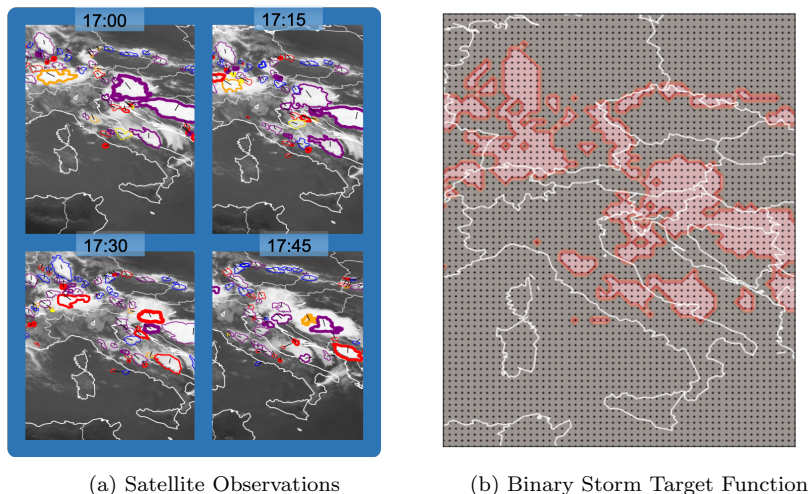 17:00
17:15
17:30
17:45
(a) Satellite Observations
(b) Binary Storm Target Function